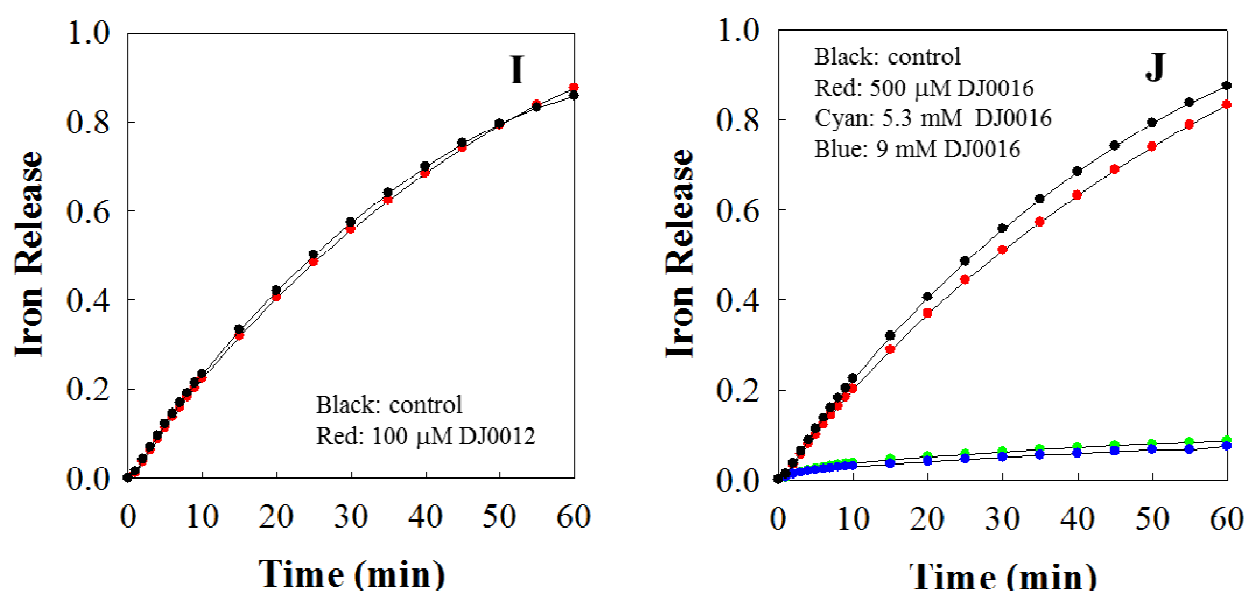 I
Iron Release
1.0
0.8
0.6
0.4
0.2
0.0
Black: control
Red: 100 μM DJ0012
0 10 20 30 40 50 60
Time (min)
J
Iron Release
1.0
0.8
0.6
0.4
0.2
0.0
Black: control
Red: 500 μM DJ0016
Cyan: 5.3 mM DJ0016
Blue: 9 mM DJ0016
0 10 20 30 40 50 60
Time (min)